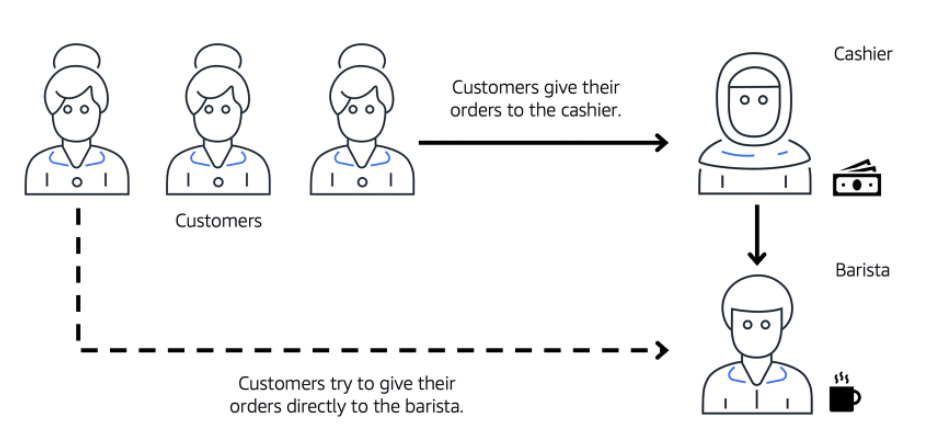 Cashier
Customers give their
orders to the cashier.
Customers
Barista
Customers try to give their
orders directly to the barista.